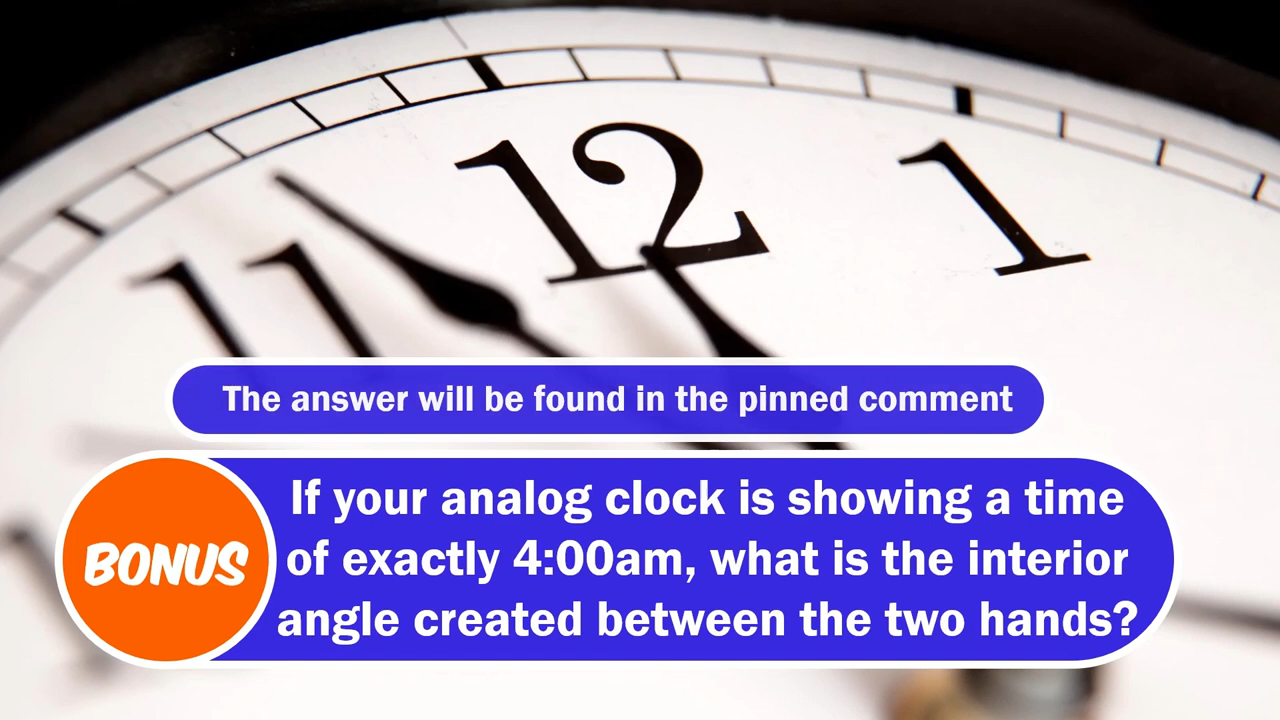 12
1
11
The answer will be found in the pinned comment
BONUS
If your analog clock is showing a time
of exactly 4:00am, what is the interior
angle created between the two hands?